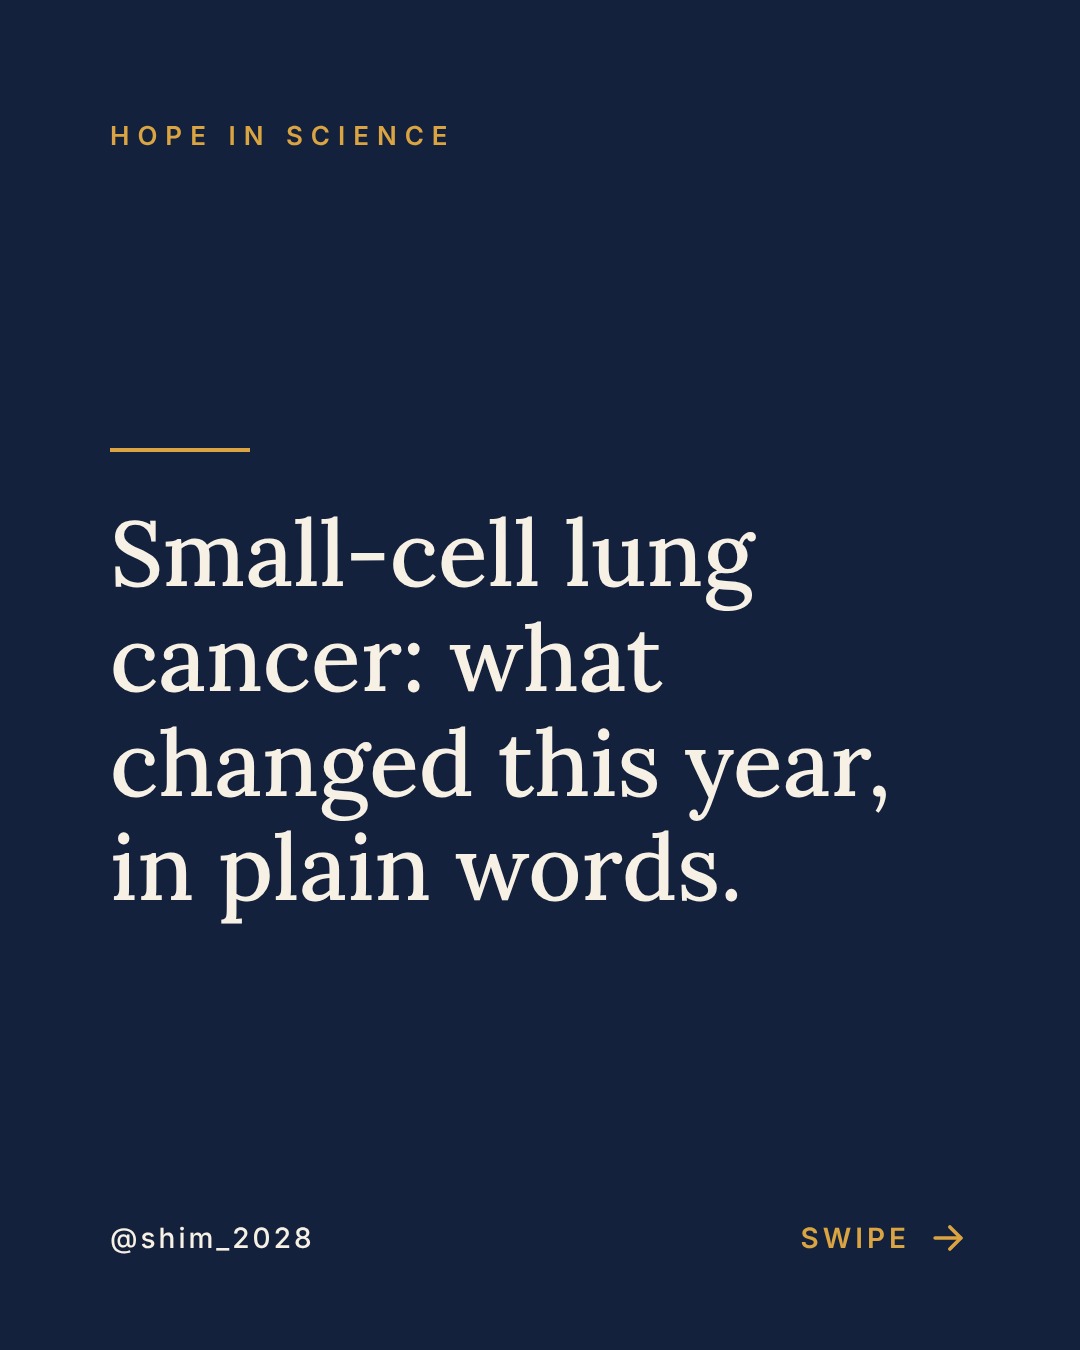 HOPE IN SCIENCE
Small-cell lung
cancer: what
changed this year,
in plain words.
@shim_2028
SWIPE →